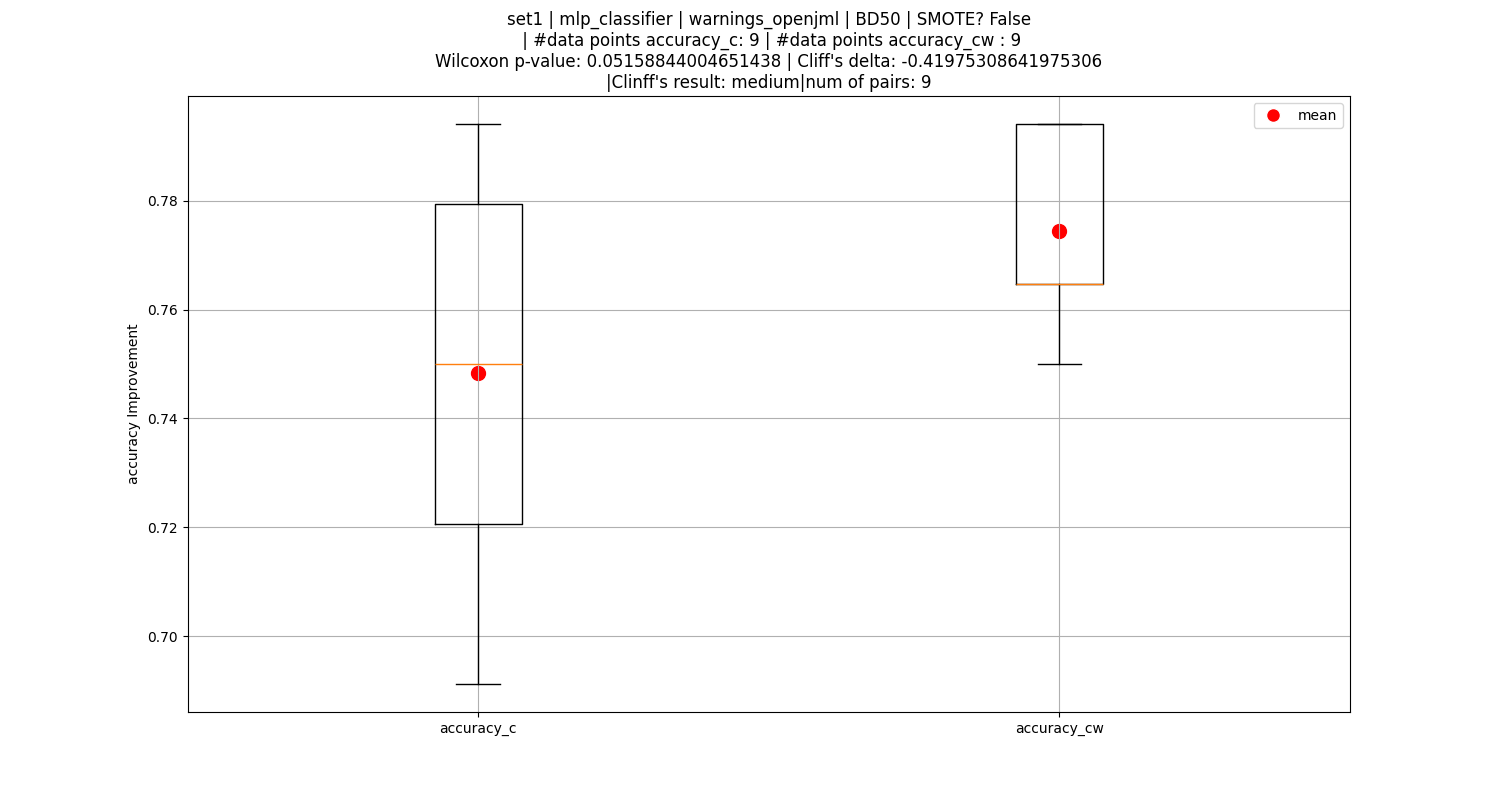 set1 | mlp_classifier | warnings_openjml | BD50 | SMOTE? False
| #data points accuracy_c: 9 | #data points accuracy_cw : 9
Wilcoxon p-value: 0.05158844004651438 | Cliff's delta: -0.41975308641975306
|Clinff's result: medium|num of pairs: 9
mean
0.78
0.76
0.74
0.72
0.70
accuracy Improvement
accuracy_c
accuracy_cw